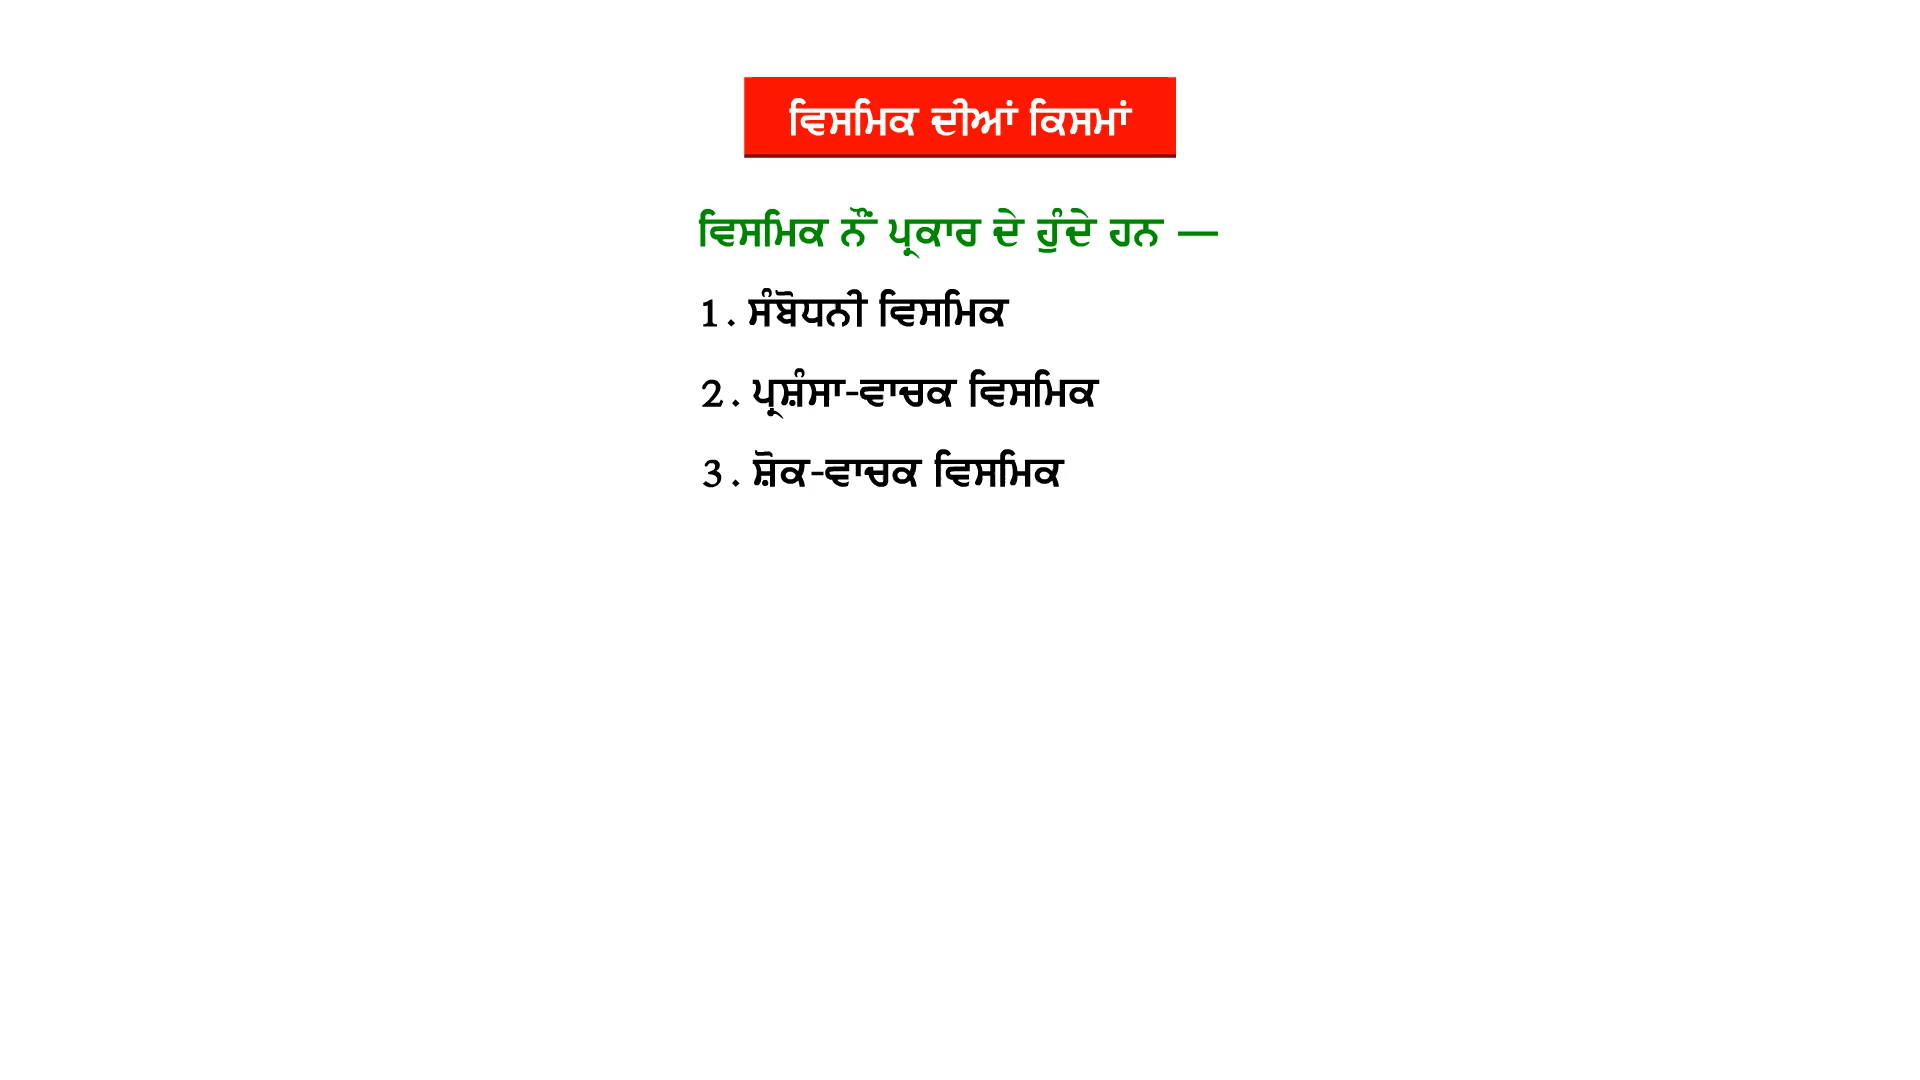 ਵਿਸਮਿਕ ਦੀਆਂ ਕਿਸਮਾਂ
ਵਿਸਮਿਕ ਨੌਂ ਪ੍ਰਕਾਰ ਦੇ ਹੁੰਦੇ ਹਨ —
1. ਸੰਬੋਧਨੀ ਵਿਸਮਿਕ
2. ਪ੍ਰਸ਼ੰਸਾ-ਵਾਚਕ ਵਿਸਮਿਕ
3. ਸ਼ੋਕ-ਵਾਚਕ ਵਿਸਮਿਕ